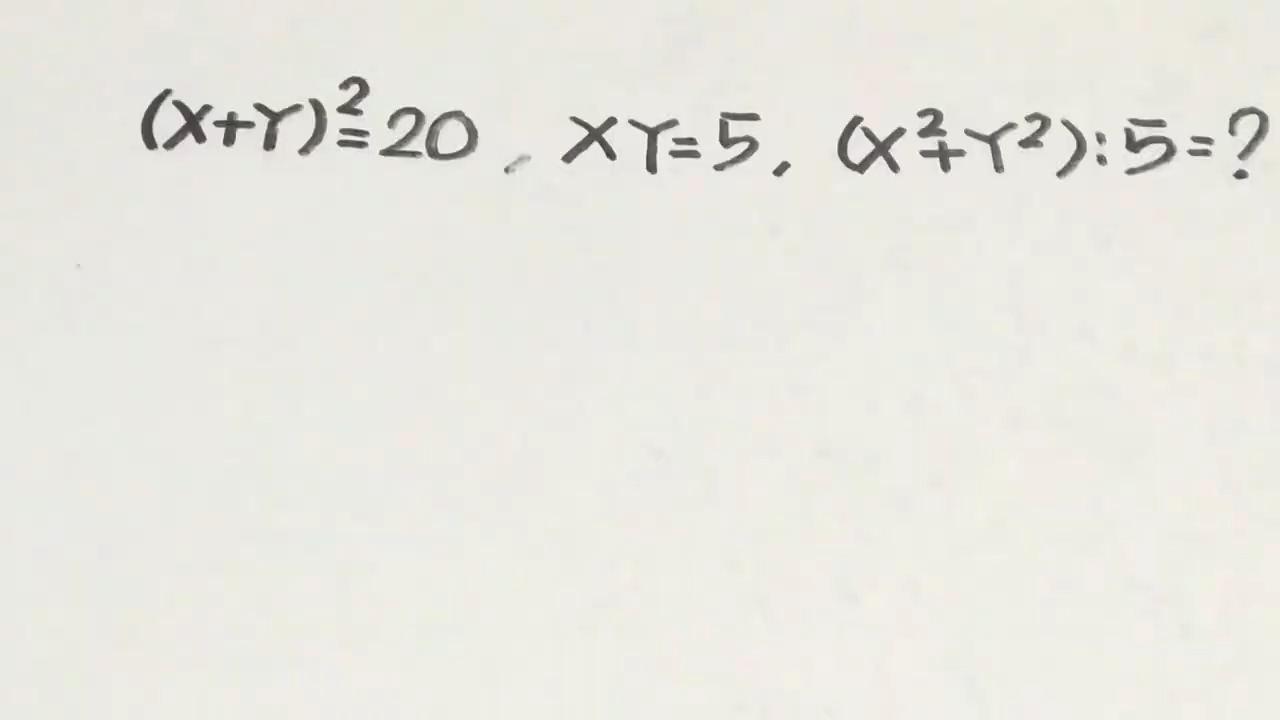 (X+Y)²=20, XY=5, (X²+Y²):5=?